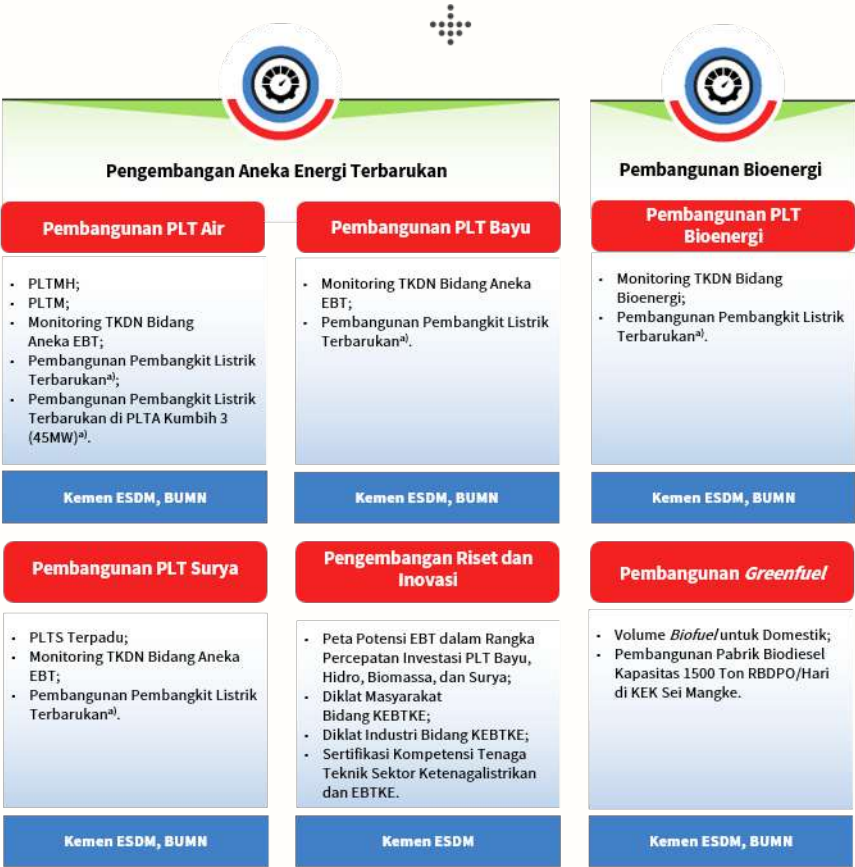 Pengembangan Aneka Energi Terbarukan
Pembangunan PLT Air
PLTMH;
PLTM;
Monitoring TKDN Bidang
Aneka EBT;
Pembangunan Pembangkit Listrik
Terbarukanᵃ⁾;
Pembangunan Pembangkit Listrik
Terbarukan di PLTA Kumbih 3
(45MW)ᵃ⁾.
Kemen ESDM, BUMN
Pembangunan PLT Bayu
Monitoring TKDN Bidang Aneka
EBT;
Pembangunan Pembangkit Listrik
Terbarukanᵃ⁾.
Kemen ESDM, BUMN
Pembangunan PLT Surya
PLTS Terpadu;
Monitoring TKDN Bidang Aneka
EBT;
Pembangunan Pembangkit Listrik
Terbarukanᵃ⁾.
Kemen ESDM, BUMN
Pengembangan Riset dan
Inovasi
Peta Potensi EBT dalam Rangka
Percepatan Investasi PLT Bayu,
Hidro, Biomassa, dan Surya;
Diklat Masyarakat
Bidang KEBTKE;
Diklat Industri Bidang KEBTKE;
Sertifikasi Kompetensi Tenaga
Teknik Sektor Ketenagalistrikan
dan EBTKE.
Kemen ESDM
Pembangunan Bioenergi
Pembangunan PLT
Bioenergi
Monitoring TKDN Bidang
Bioenergi;
Pembangunan Pembangkit Listrik
Terbarukanᵃ⁾.
Kemen ESDM, BUMN
Pembangunan Greenfuel
Volume Biofuel untuk Domestik;
Pembangunan Pabrik Biodiesel
Kapasitas 1500 Ton RBDPO/Hari
di KEK Sei Mangke.
Kemen ESDM, BUMN